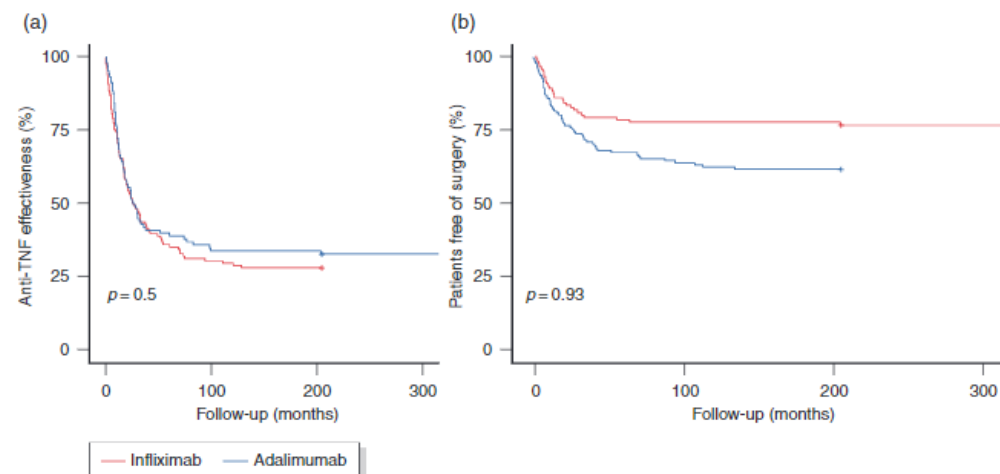 (a)
100
75
50
25
0
Anti-TNF effectiveness (%)
p = 0.5
0 100 200 300
Follow-up (months)
(b)
100
75
50
25
0
Patients free of surgery (%)
p = 0.93
0 100 200 300
Follow-up (months)
Infliximab Adalimumab